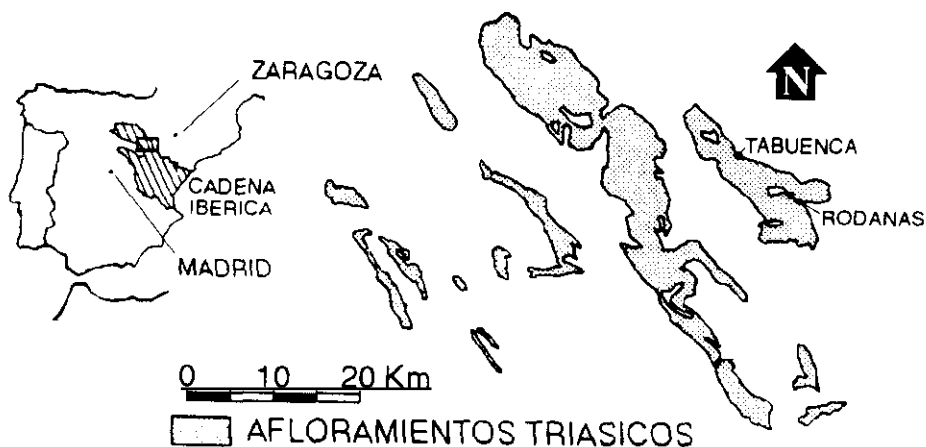 ZARAGOZA
N
TABUENCA
CADENA
IBERICA
RODANAS
MADRID
0 10 20 Km
AFLORAMIENTOS TRIASICOS